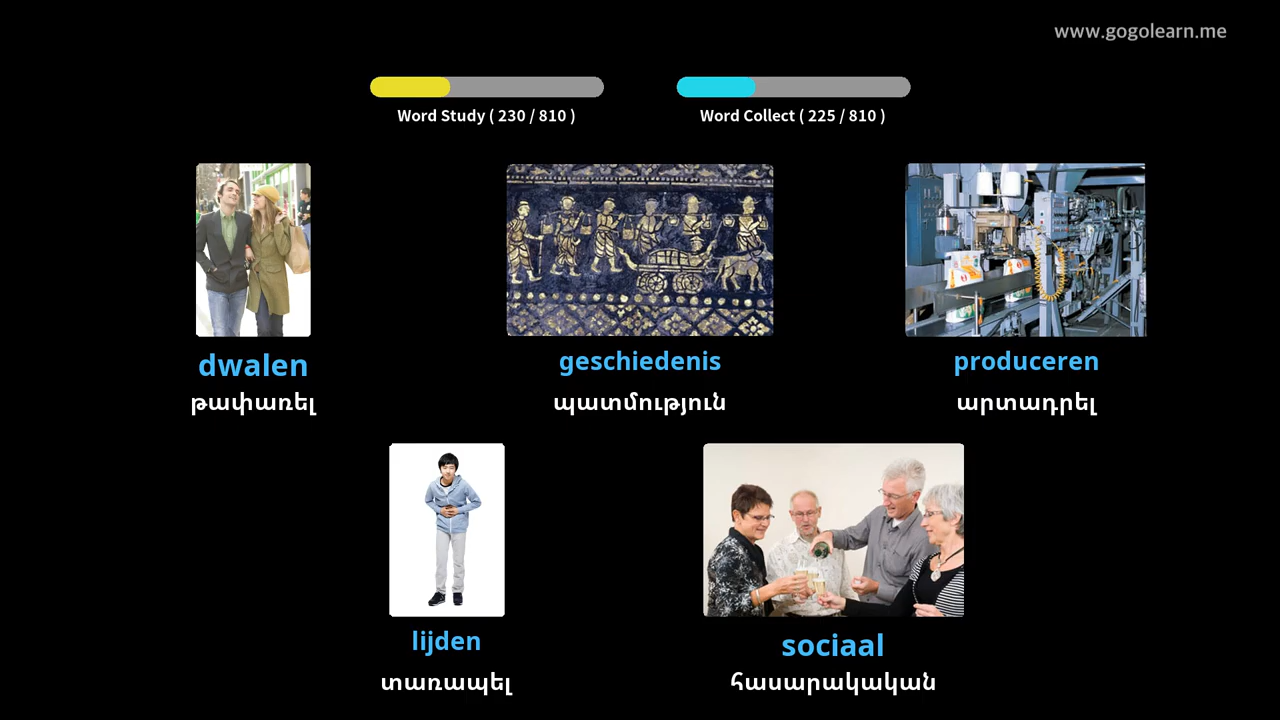 www.gogolearn.me
Word Study ( 230 / 810 )
Word Collect ( 225 / 810 )
dwalen
թափառել
geschiedenis
պատմություն
produceren
արտադրել
lijden
տառապել
sociaal
հասարակական